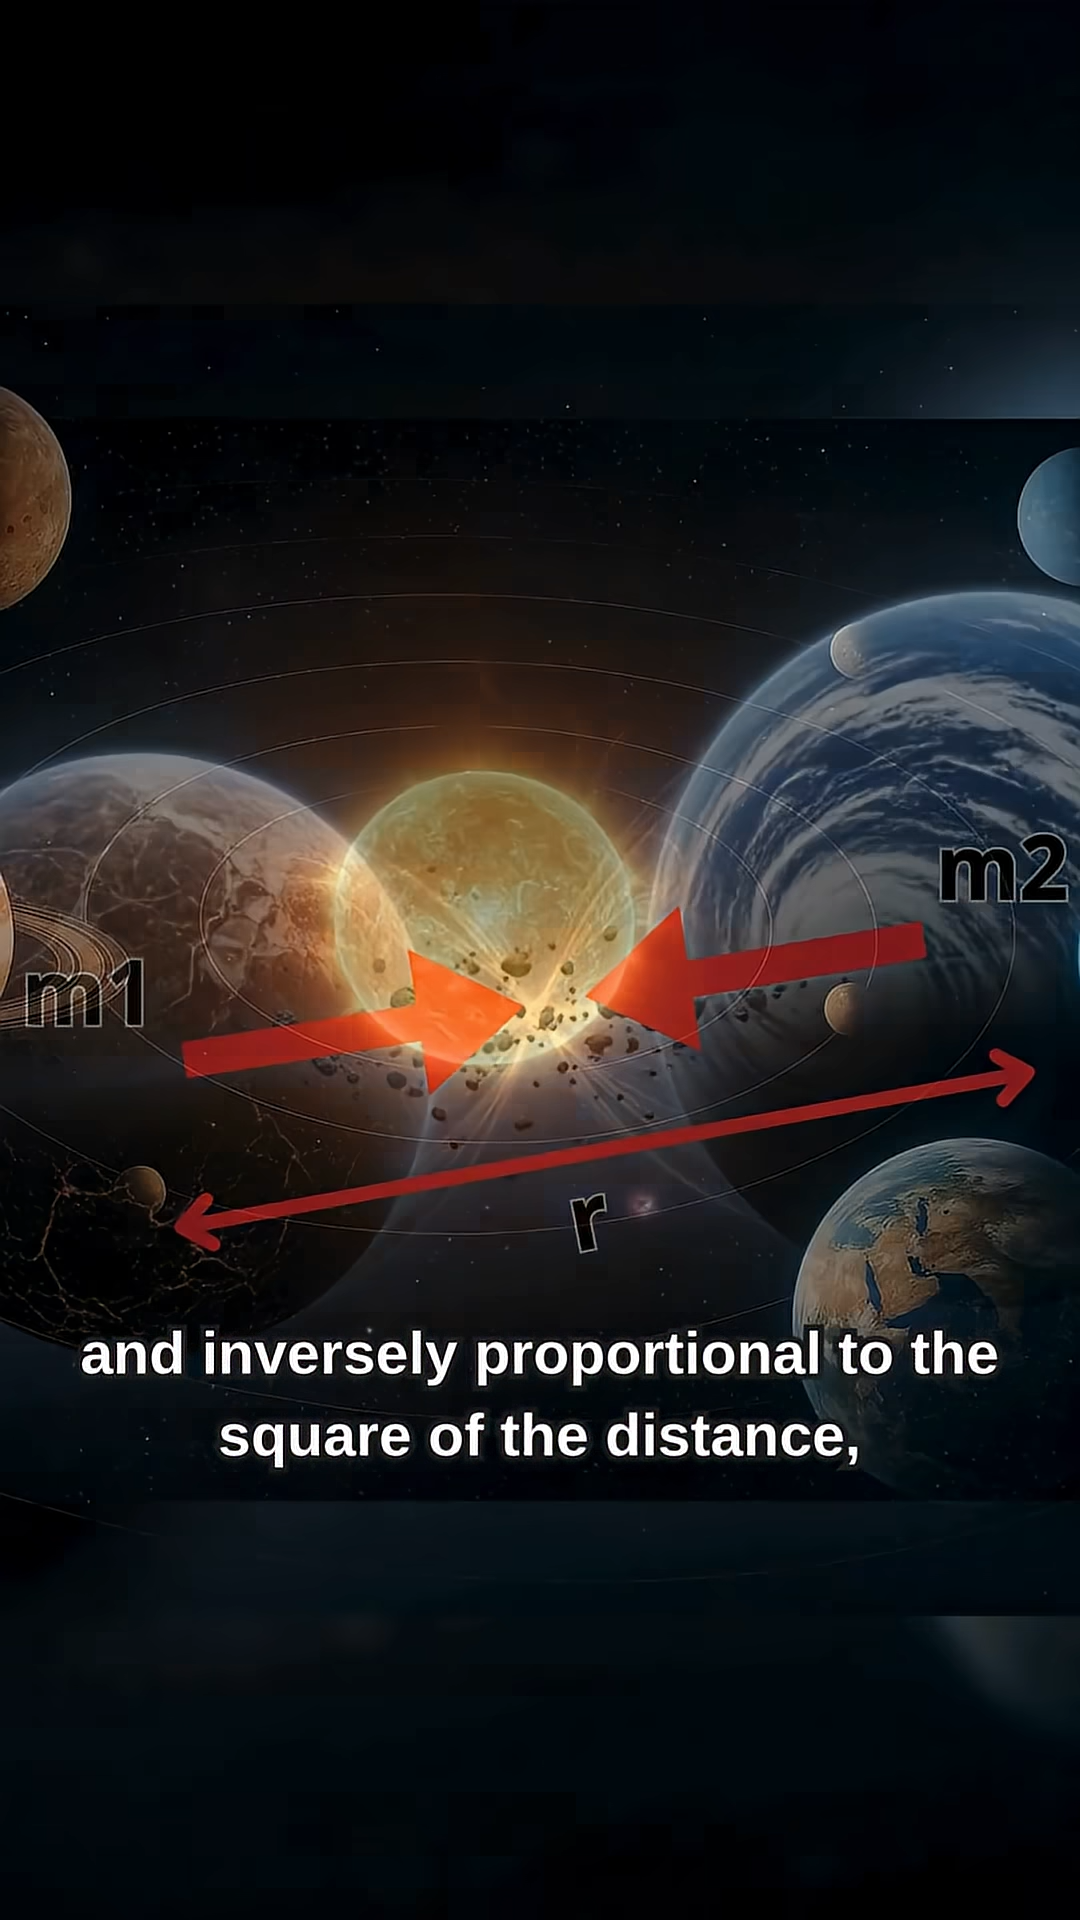 m2
m1
r
and inversely proportional to the
square of the distance,